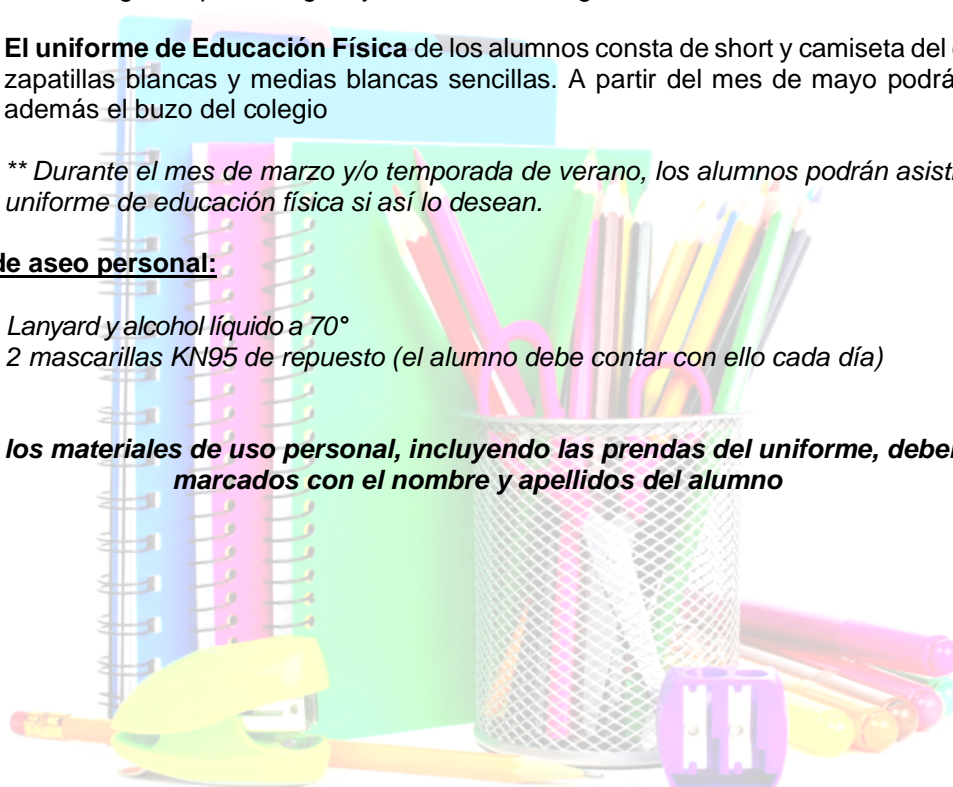 El uniforme de Educación Física de los alumnos consta de short y camiseta del
zapatillas blancas y medias blancas sencillas. A partir del mes de mayo podrá
además el buzo del colegio
** Durante el mes de marzo y/o temporada de verano, los alumnos podrán
uniforme de educación física si así lo desean.
de aseo personal:
Lanyard y alcohol líquido a 70°
2 mascarillas KN95 de repuesto (el alumno debe contar con ello cada día)
los materiales de uso personal, incluyendo las prendas del uniforme,
marcados con el nombre y apellidos del alumno